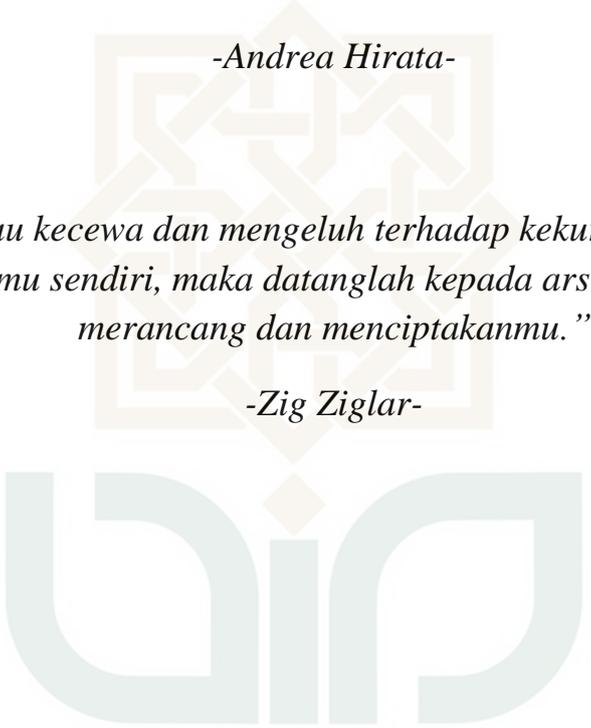 -Andrea Hirata-
kecewa dan mengeluh terhadap
sendiri, maka datanglah kepada
merancang dan menciptakanmu.”
-Zig Ziglar-